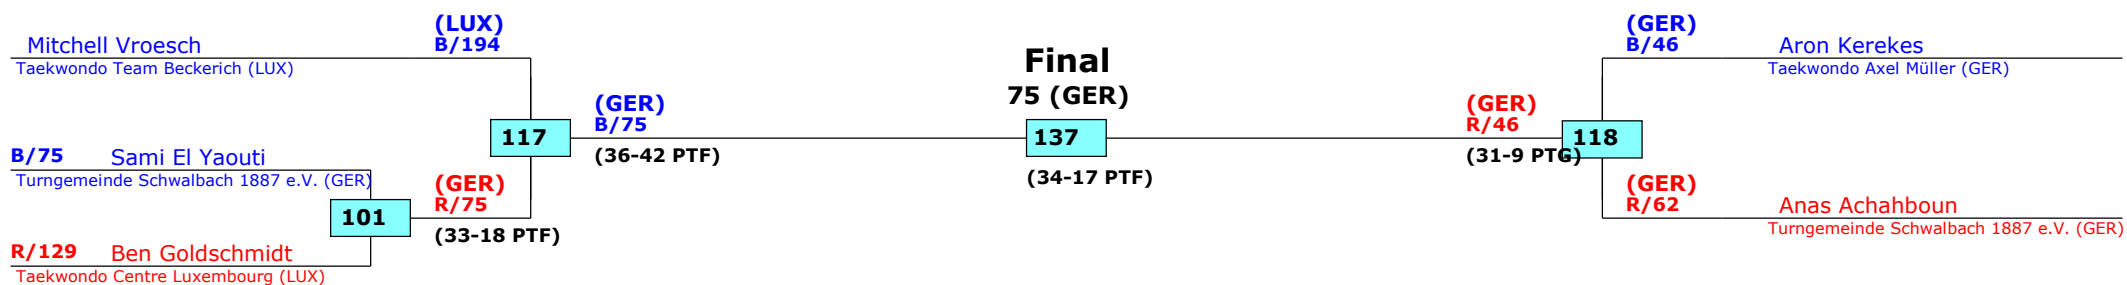 (LUX)
B/194
Mitchell Vroesch
Taekwondo Team Beckerich (LUX)
117
(GER)
B/75
(36-42 PTF)
B/75 Sami El Yaouti
Turngemeinde Schwalbach 1887 e.V. (GER)
101
(GER)
R/75
(33-18 PTF)
R/129 Ben Goldschmidt
Taekwondo Centre Luxembourg (LUX)
Final
75 (GER)
137
(34-17 PTF)
(GER)
B/46
Aron Kerekes
Taekwondo Axel Müller (GER)
(GER)
R/46
118
(31-9 PTG)
(GER)
R/62
Anas Achahboun
Turngemeinde Schwalbach 1887 e.V. (GER)